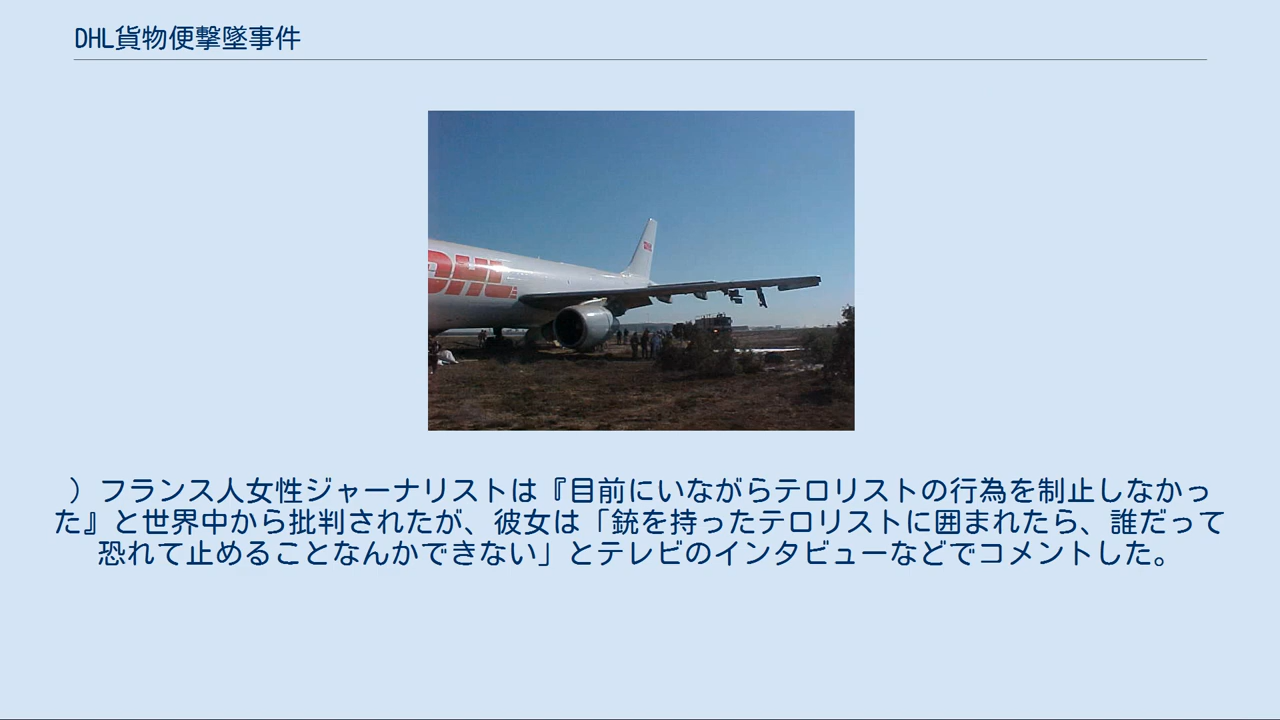 DHL貨物便撃墜事件
DHL
DHL
）フランス人女性ジャーナリストは『目前にいながらテロリストの行為を制止しなかっ
た』と世界中から批判されたが、彼女は「銃を持ったテロリストに囲まれたら、誰だって
恐れて止めることなんかできない」とテレビのインタビューなどでコメントした。